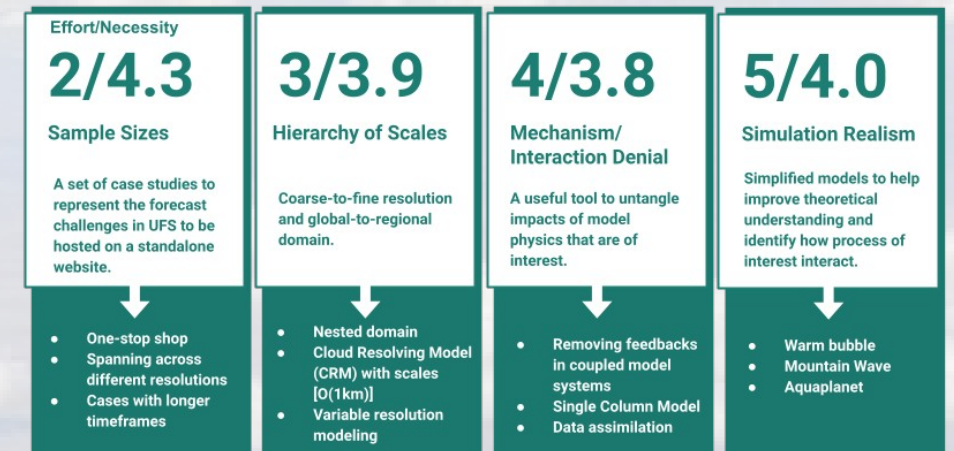 Effort/Necessity
2/4.3
Sample Sizes
A set of case studies to
represent the forecast
challenges in UFS to be
hosted on a standalone
website.
● One-stop shop
● Spanning across
different resolutions
● Cases with longer
timeframes
3/3.9
Hierarchy of Scales
Coarse-to-fine resolution
and global-to-regional
domain.
● Nested domain
● Cloud Resolving Model
(CRM) with scales
[O(1km)]
● Variable resolution
modeling
4/3.8
Mechanism/
Interaction Denial
A useful tool to untangle
impacts of model
physics that are of
interest.
● Removing feedbacks
in coupled model
systems
● Single Column Model
● Data assimilation
5/4.0
Simulation Realism
Simplified models to help
improve theoretical
understanding and
identify how process of
interest interact.
● Warm bubble
● Mountain Wave
● Aquaplanet